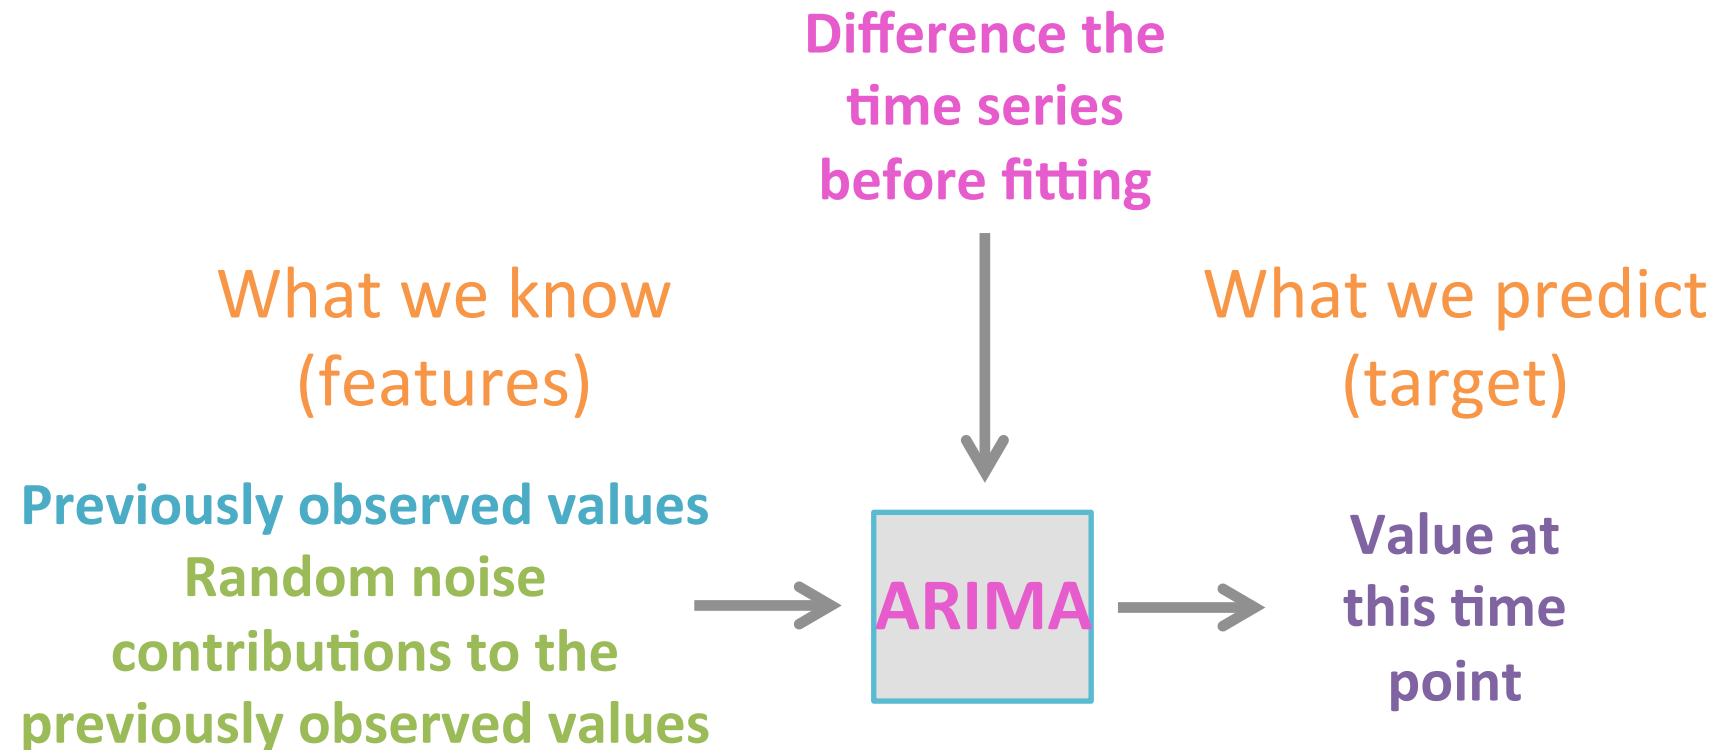 Difference the
time series
before fitting
What we know
(features)
What we predict
(target)
Previously observed values
Random noise
contributions to the
previously observed values
ARIMA
Value at
this time
point